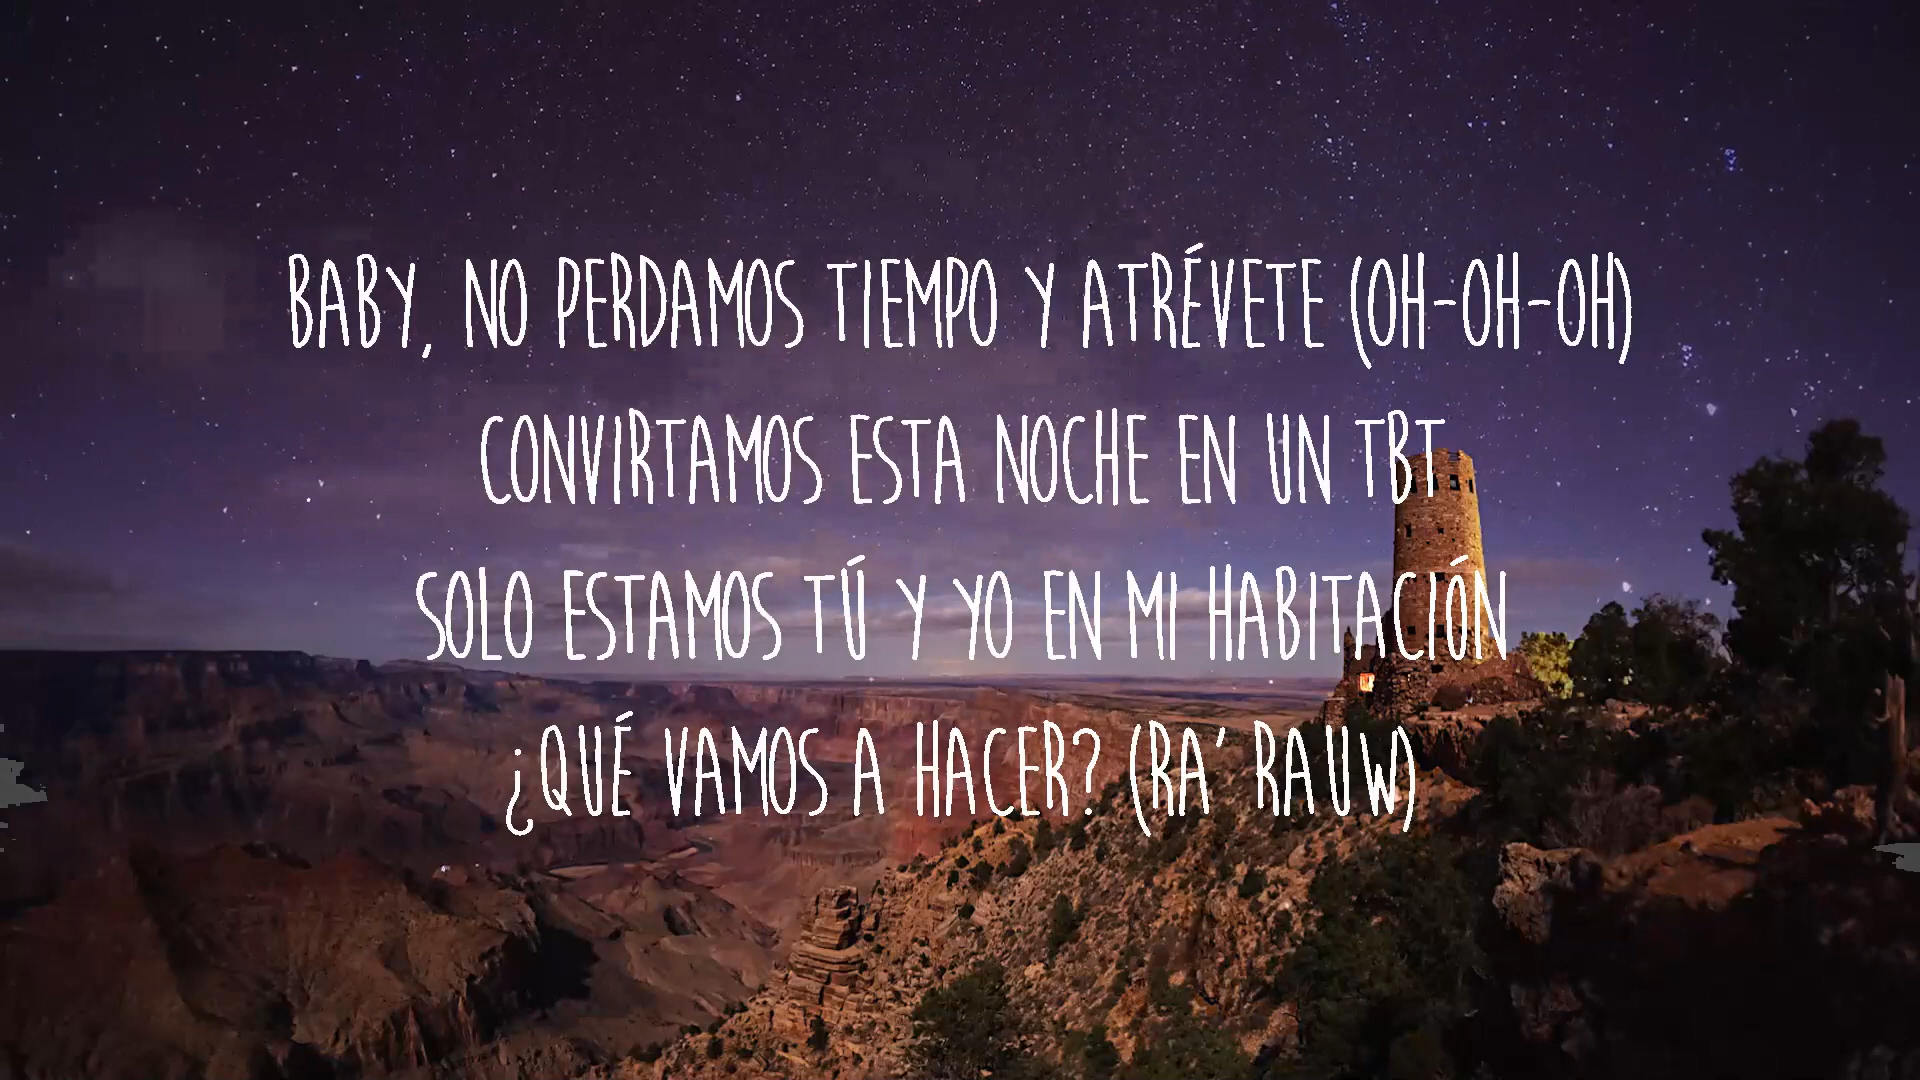 BABY, NO PERDAMOS TIEMPO Y ATRÉVETE (OH-OH-OH)
CONVIRTAMOS ESTA NOCHE EN UN TBT
SOLO ESTAMOS TÚ Y YO EN MI HABITACIÓN
¿QUÉ VAMOS A HACER? (RA' RAUW)